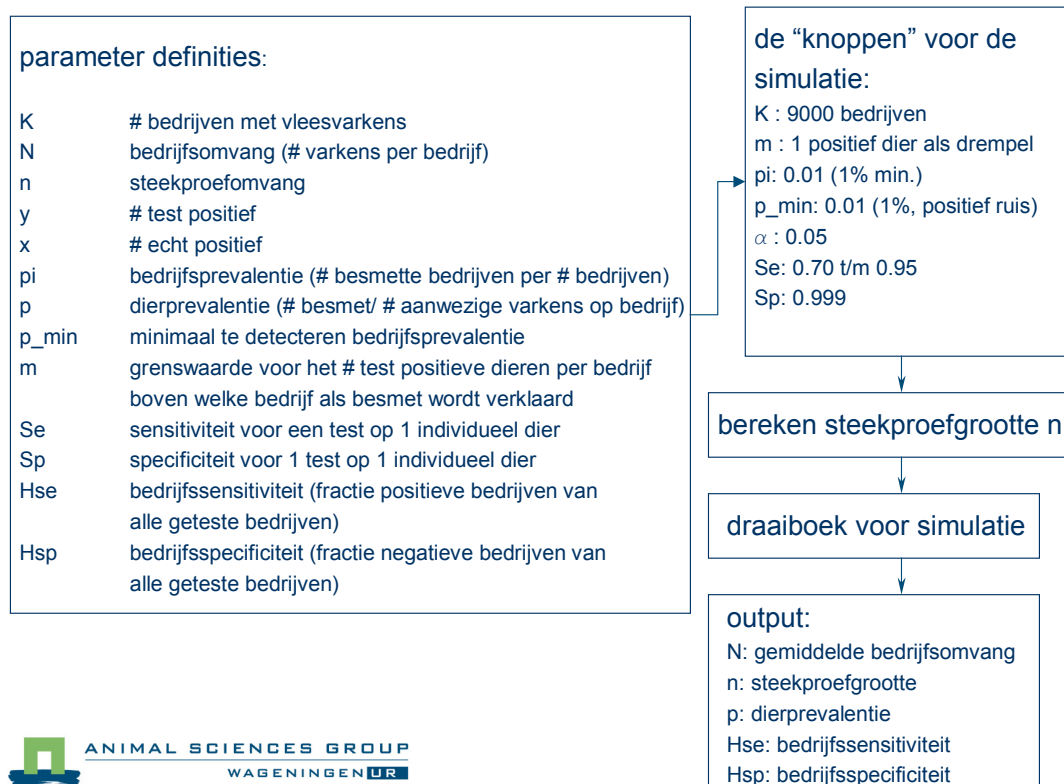 parameter definities:
K # bedrijven met vleesvarkens
N bedrijfsomvang (# varkens per bedrijf)
n steekproefomvang
y # test positief
x # echt positief
pi bedrijfsprevalentie (# besmette bedrijven per # bedrijven)
p dierprevalentie (# besmet/ # aanwezige varkens op bedrijf)
p_min minimaal te detecteren bedrijfsprevalentie
m grenswaarde voor het # test positieve dieren per bedrijf
boven welke bedrijf als besmet wordt verklaard
Se sensitiviteit voor een test op 1 individueel dier
Sp specificiteit voor 1 test op 1 individueel dier
Hse bedrijfssensitiviteit (fractie positieve bedrijven van
alle geteste bedrijven)
Hsp bedrijfsspecificiteit (fractie negatieve bedrijven van
alle geteste bedrijven)
de “knoppen” voor de
simulatie:
K : 9000 bedrijven
m : 1 positief dier als drempel
pi: 0.01 (1% min.)
p_min: 0.01 (1%, positief ruis)
α : 0.05
Se: 0.70 t/m 0.95
Sp: 0.999
bereken steekproefgrootte n
draaiboek voor simulatie
output:
N: gemiddelde bedrijfsomvang
n: steekproefgrootte
p: dierprevalentie
Hse: bedrijfssensitiviteit
Hsp: bedrijfsspecificiteit
ANIMAL SCIENCES GROUP
WAGENINGEN UR